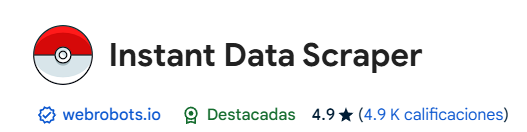 Instant Data Scraper
webrobots.io Destacadas 4.9 ★ (4.9 K calificaciones)